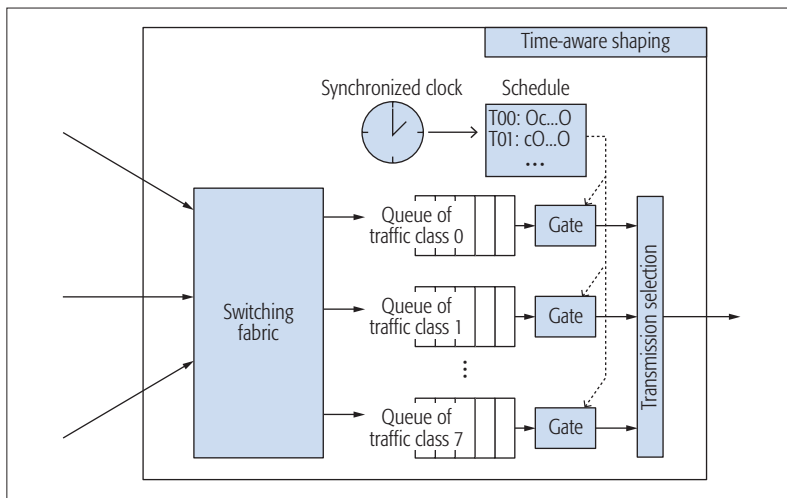 Time-aware shaping
Synchronized clock
Schedule
T00: Oc...O
T01: cO...O
...
Switching
fabric
Queue of
traffic class 0
Gate
Queue of
traffic class 1
Gate
...
Queue of
traffic class 7
Gate
Transmission selection